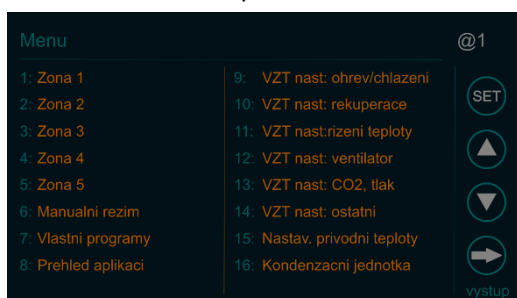 Menu
@1
1: Zona 1
2: Zona 2
3: Zona 3
4: Zona 4
5: Zona 5
6: Manualni rezim
7: Vlastni programy
8: Prehled aplikaci
9: VZT nast: ohrev/chlazeni
10: VZT nast: rekuperace
11: VZT nast:rizeni teploty
12: VZT nast: ventilator
13: VZT nast: CO2, tlak
14: VZT nast: ostatni
15: Nastav. privodni teploty
16: Kondenzacni jednotka
SET
vystup